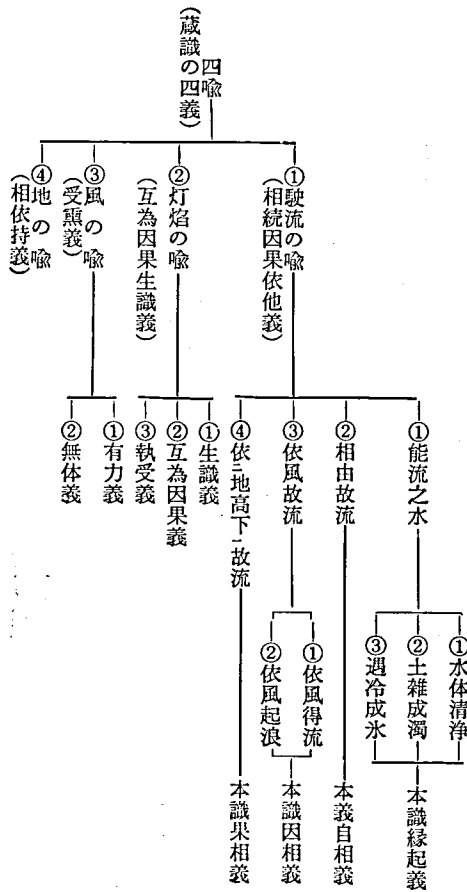 四喩
(蔵識の四義)
①駛流の喩
(相続因果依他義)
①能流之水
①水体清浄
②土雑成濁
③遇冷成氷
本識縁起義
②相由故流
本義自相義
③依風故流
①依風得流
②依風起浪
本識因相義
④依二地高下一故流
本識果相義
②灯焰の喩
(互為因果生識義)
①生識義
②互為因果義
③執受義
③風の喩
(受熏義)
①有力義
②無体義
④地の喩
(相依持義)